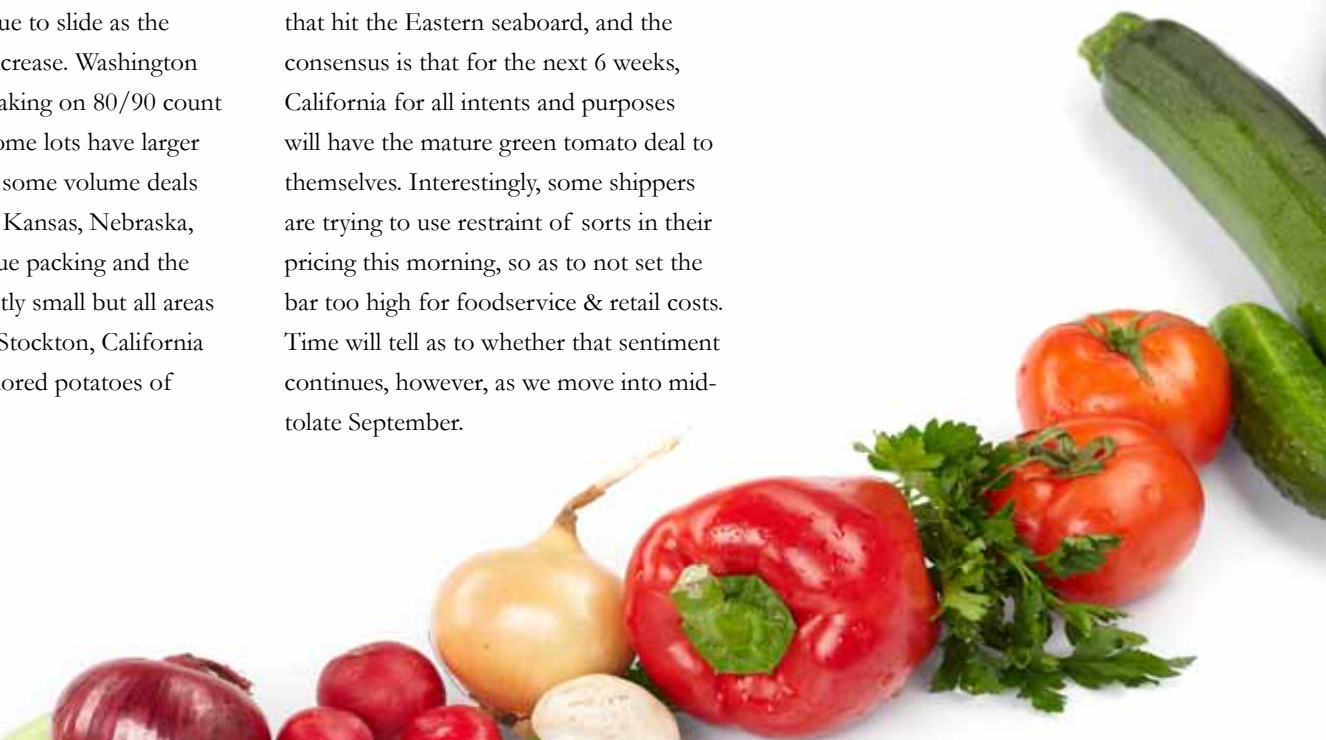 ue to slide as the
crease. Washington
aking on 80/90 count
ome lots have larger
some volume deals
Kansas, Nebraska,
ue packing and the
tly small but all areas
Stockton, California
ored potatoes of
that hit the Eastern seaboard, and the
consensus is that for the next 6 weeks,
California for all intents and purposes
will have the mature green tomato deal to
themselves. Interestingly, some shippers
are trying to use restraint of sorts in their
pricing this morning, so as to not set the
bar too high for foodservice & retail costs.
Time will tell as to whether that sentiment
continues, however, as we move into mid-
tolate September.